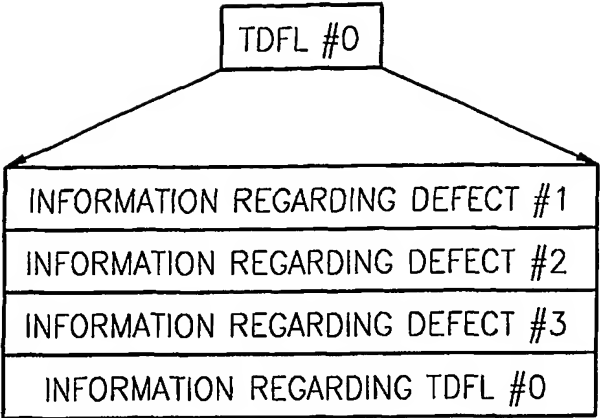 TDFL #0
INFORMATION REGARDING DEFECT #1
INFORMATION REGARDING DEFECT #2
INFORMATION REGARDING DEFECT #3
INFORMATION REGARDING TDFL #0